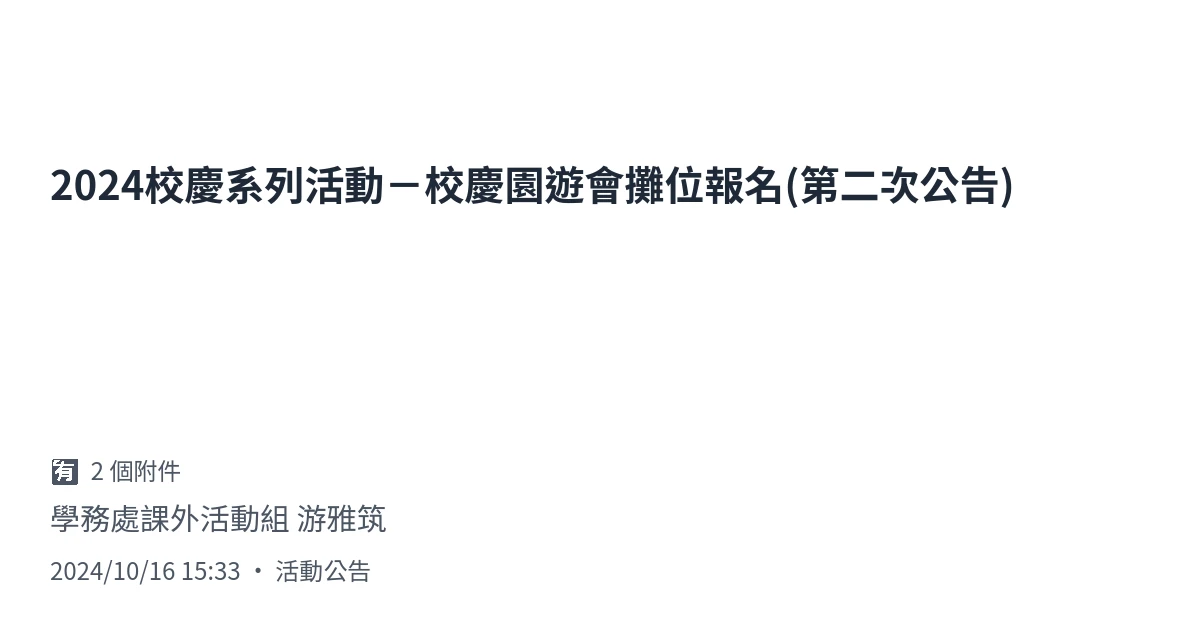 2024校慶系列活動－校慶園遊會攤位報名(第二次公告)
有 2 個附件
學務處課外活動組 游雅筑
2024/10/16 15:33 • 活動公告